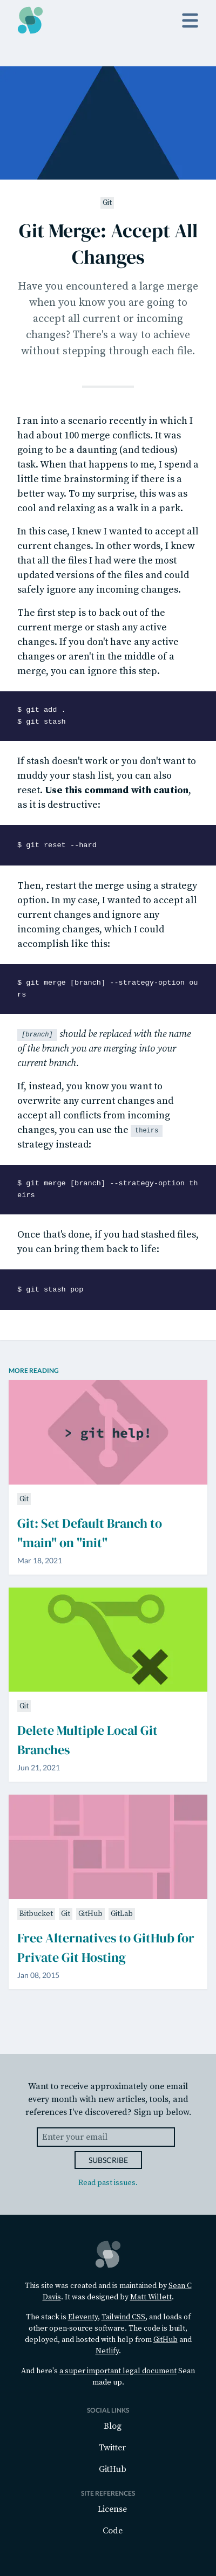 Git
Git Merge: Accept All
Changes
Have you encountered a large merge
when you know you are going to
accept all current or incoming
changes? There's a way to achieve
without stepping through each file.
I ran into a scenario recently in which I
had about 100 merge conflicts. It was
going to be a daunting (and tedious)
task. When that happens to me, I spend a
little time brainstorming if there is a
better way. To my surprise, this was as
cool and relaxing as a walk in a park.
In this case, I knew I wanted to accept all
current changes. In other words, I knew
that all the files I had were the most
updated versions of the files and could
safely ignore any incoming changes.
The first step is to back out of the
current merge or stash any active
changes. If you don't have any active
changes or aren't in the middle of a
merge, you can ignore this step.
$ git add .
$ git stash
If stash doesn't work or you don't want to
muddy your stash list, you can also
reset. Use this command with caution,
as it is destructive:
$ git reset --hard
Then, restart the merge using a strategy
option. In my case, I wanted to accept all
current changes and ignore any
incoming changes, which I could
accomplish like this:
$ git merge [branch] --strategy-option ou
rs
[branch] should be replaced with the name
of the branch you are merging into your
current branch.
If, instead, you know you want to
overwrite any current changes and
accept all conflicts from incoming
changes, you can use the theirs
strategy instead:
$ git merge [branch] --strategy-option th
eirs
Once that's done, if you had stashed files,
you can bring them back to life:
$ git stash pop
MORE READING
> git help!
Git
Git: Set Default Branch to
"main" on "init"
Mar 18, 2021
Git
Delete Multiple Local Git
Branches
Jun 21, 2021
Bitbucket Git GitHub GitLab
Free Alternatives to GitHub for
Private Git Hosting
Jan 08, 2015
Want to receive approximately one email
every month with new articles, tools, and
references I've discovered? Sign up below.
Enter your email
SUBSCRIBE
Read past issues.
This site was created and is maintained by Sean C
Davis. It was designed by Matt Willett.
The stack is Eleventy, Tailwind CSS, and loads of
other open-source software. The code is built,
deployed, and hosted with help from GitHub and
Netlify.
And here's a super important legal document Sean
made up.
SOCIAL LINKS
Blog
Twitter
GitHub
SITE REFERENCES
License
Code